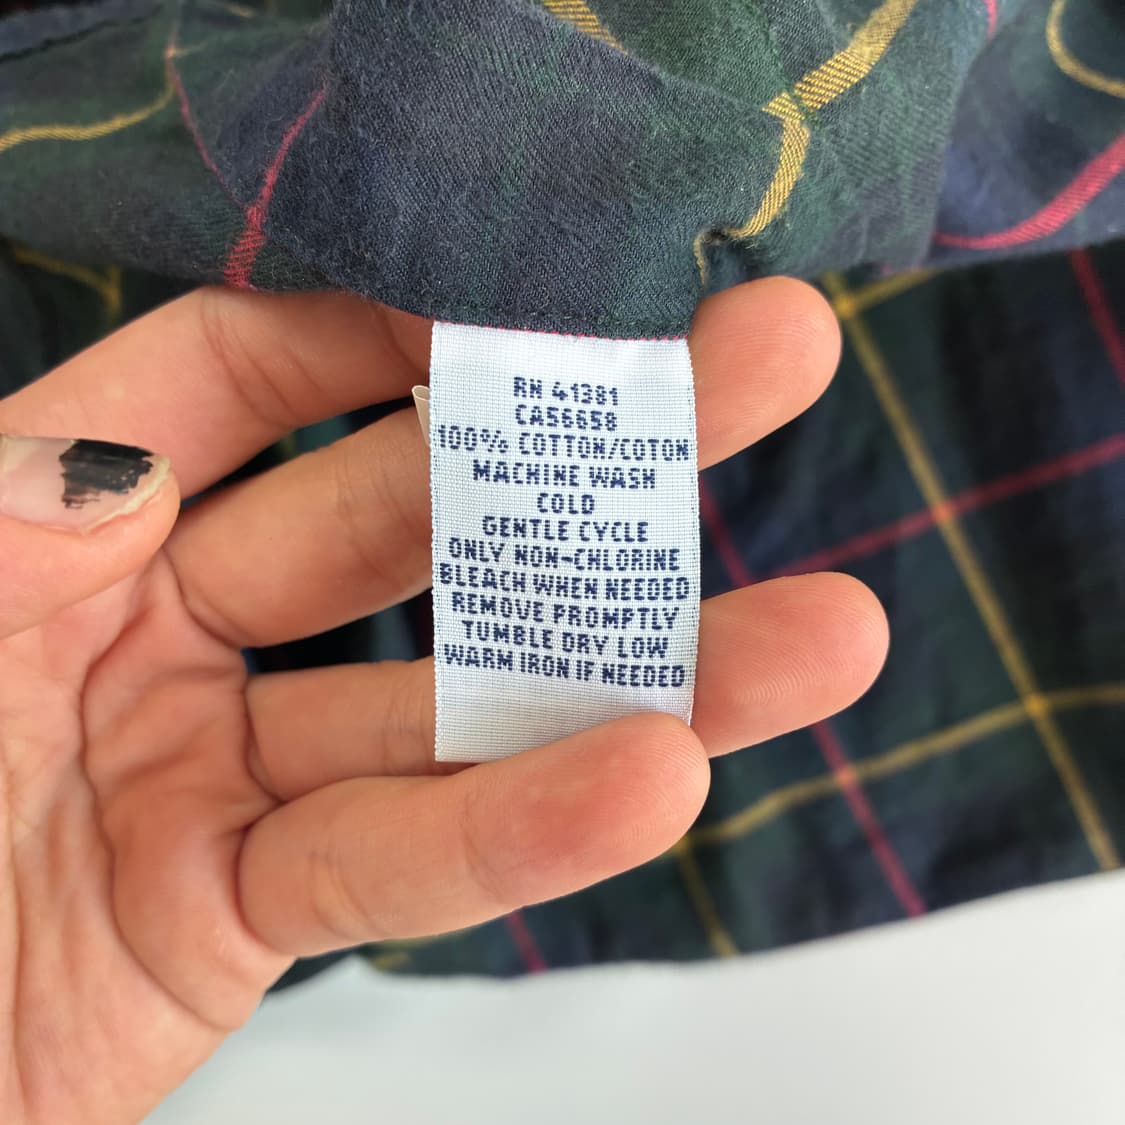 RN 41381
CA56658
100% COTTON/COTON
MACHINE WASH
COLD
GENTLE CYCLE
ONLY NON-CHLORINE
BLEACH WHEN NEEDED
REMOVE PROMPTLY
TUMBLE DRY LOW
WARM IRON IF NEEDED